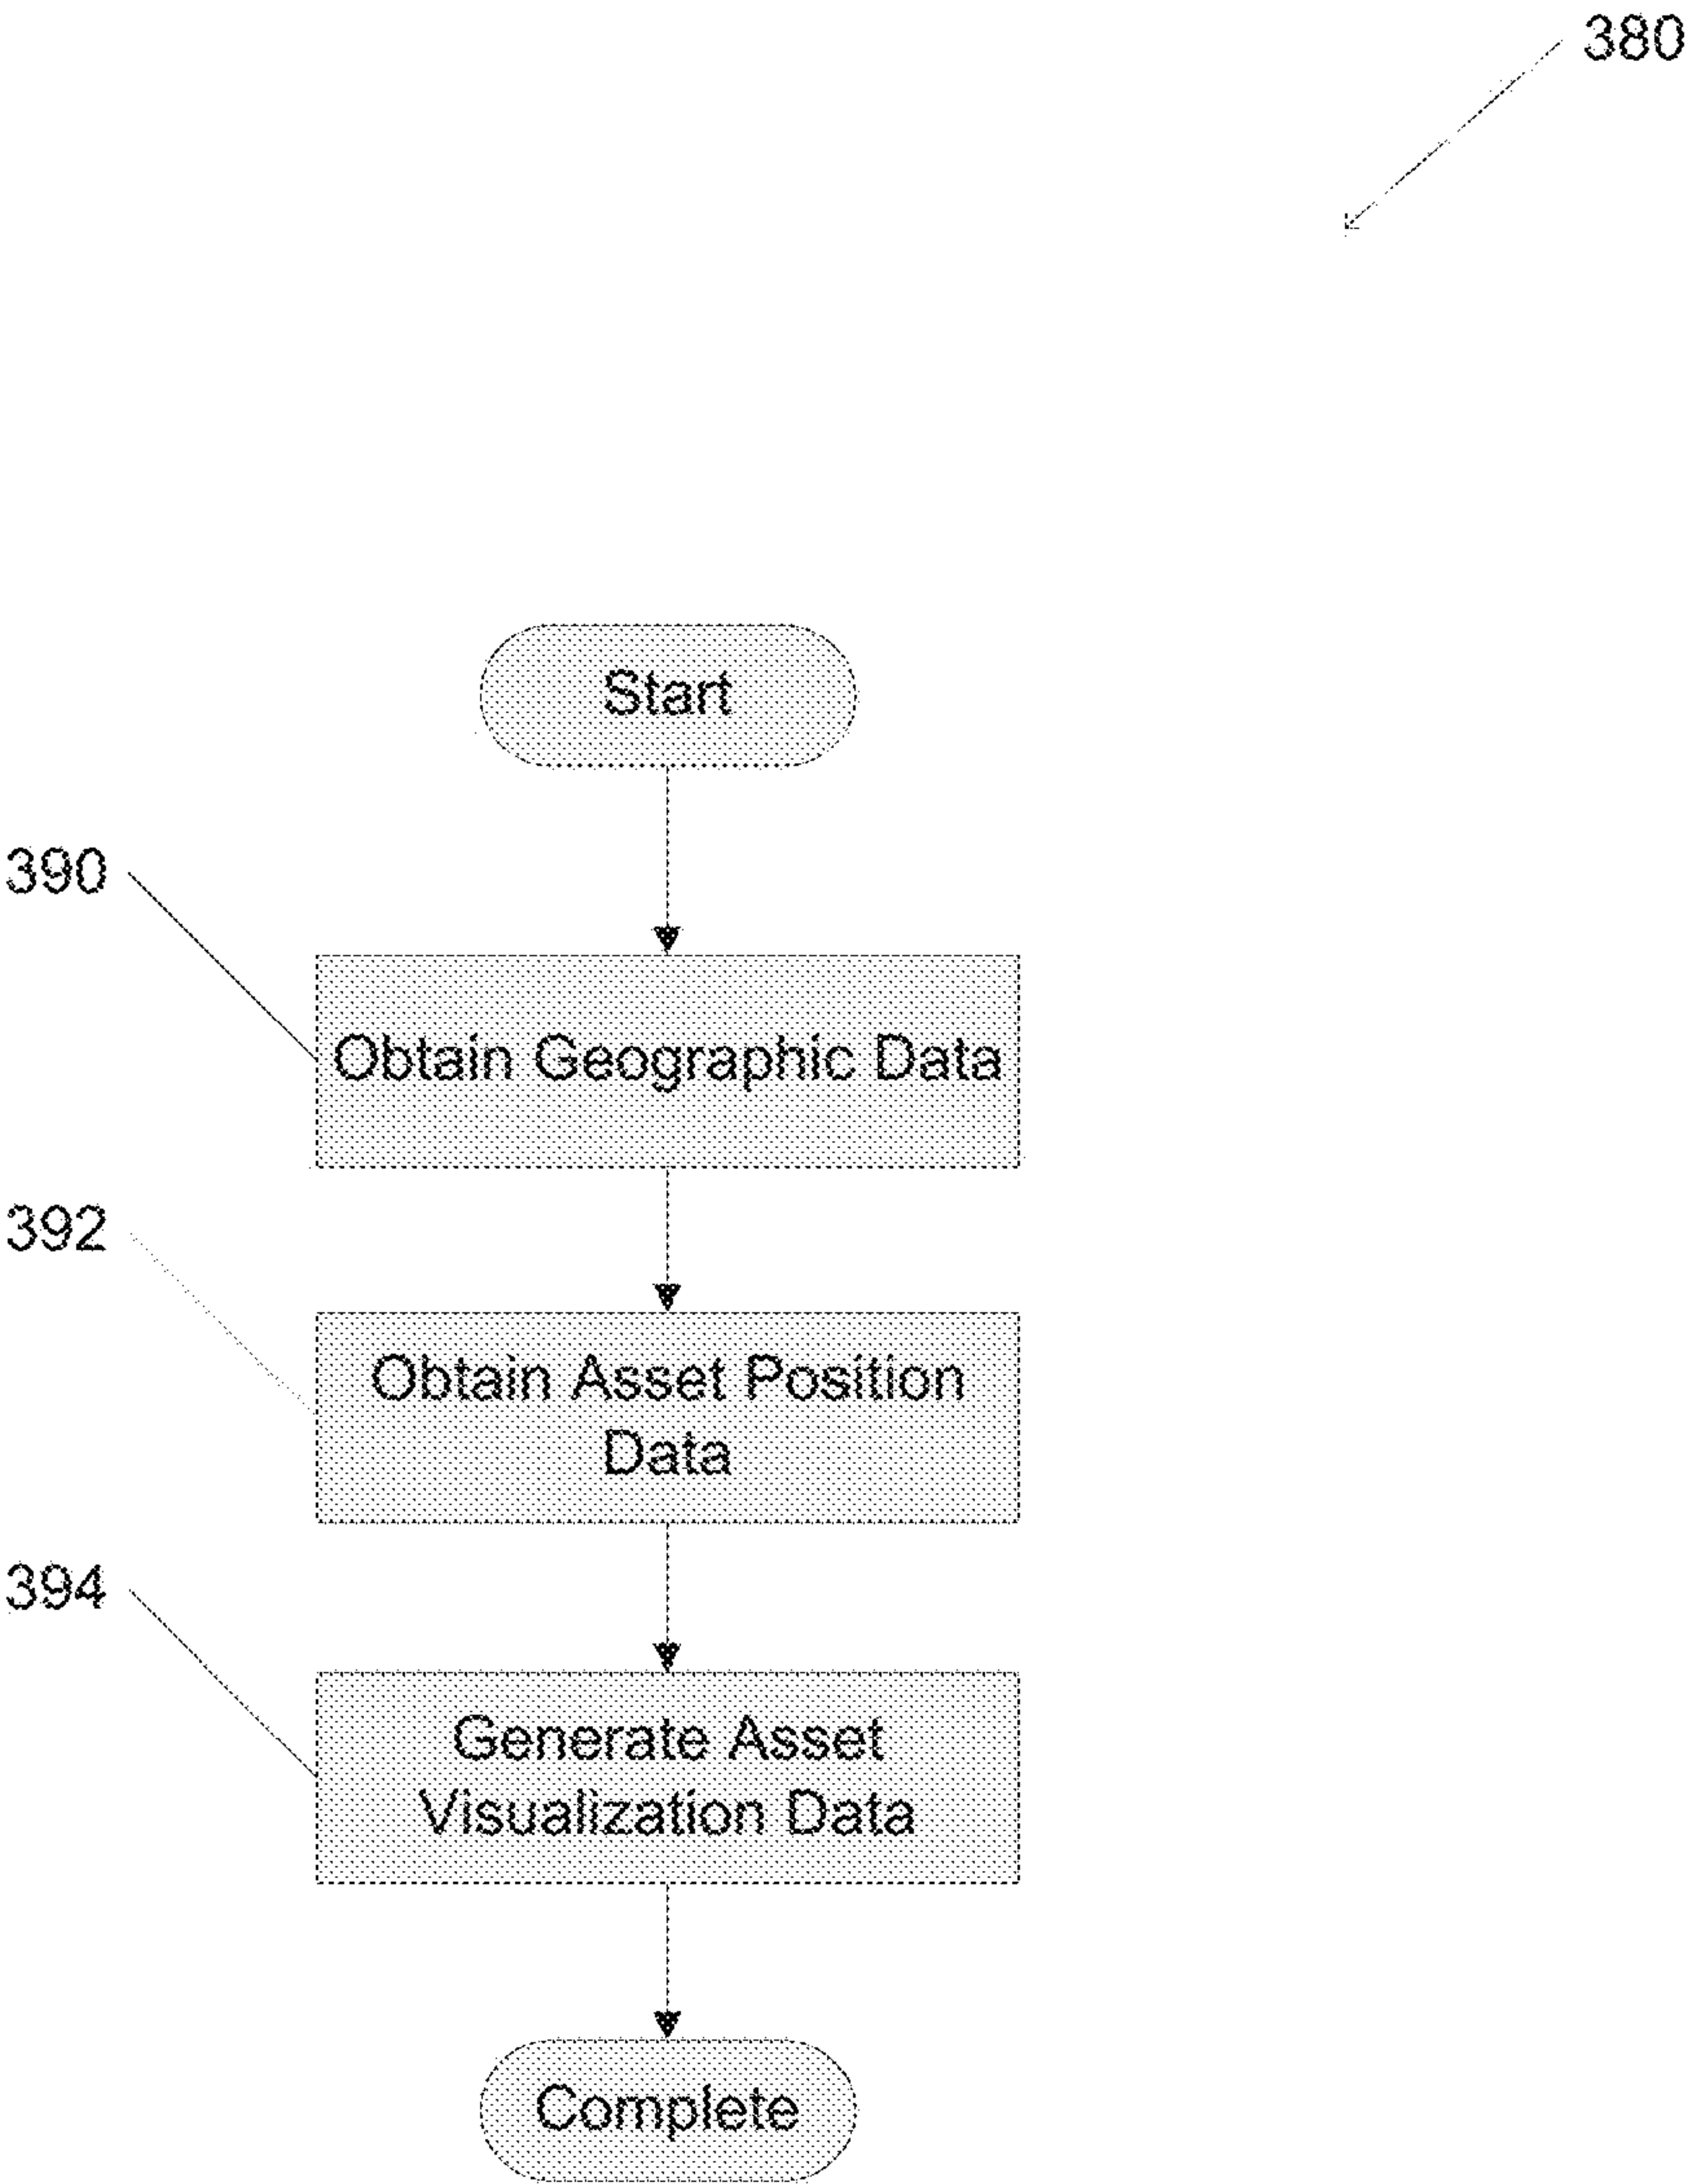 380
Start
390
Obtain Geographic Data
392
Obtain Asset Position
Data
394
Generate Asset
Visualization Data
Complete